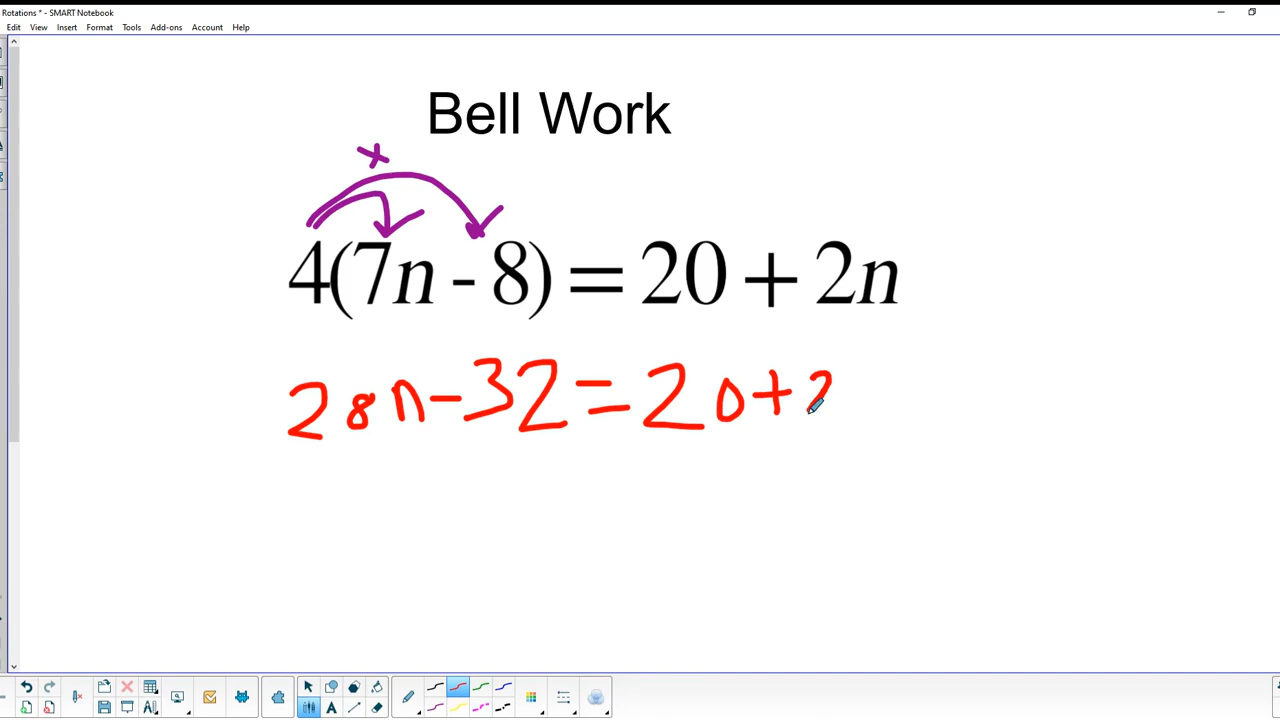 Rotations * - SMART Notebook
Edit View Insert Format Tools Add-ons Account Help
Bell Work
×
4(7n - 8) = 20 + 2n
28n - 32 = 20 + 2